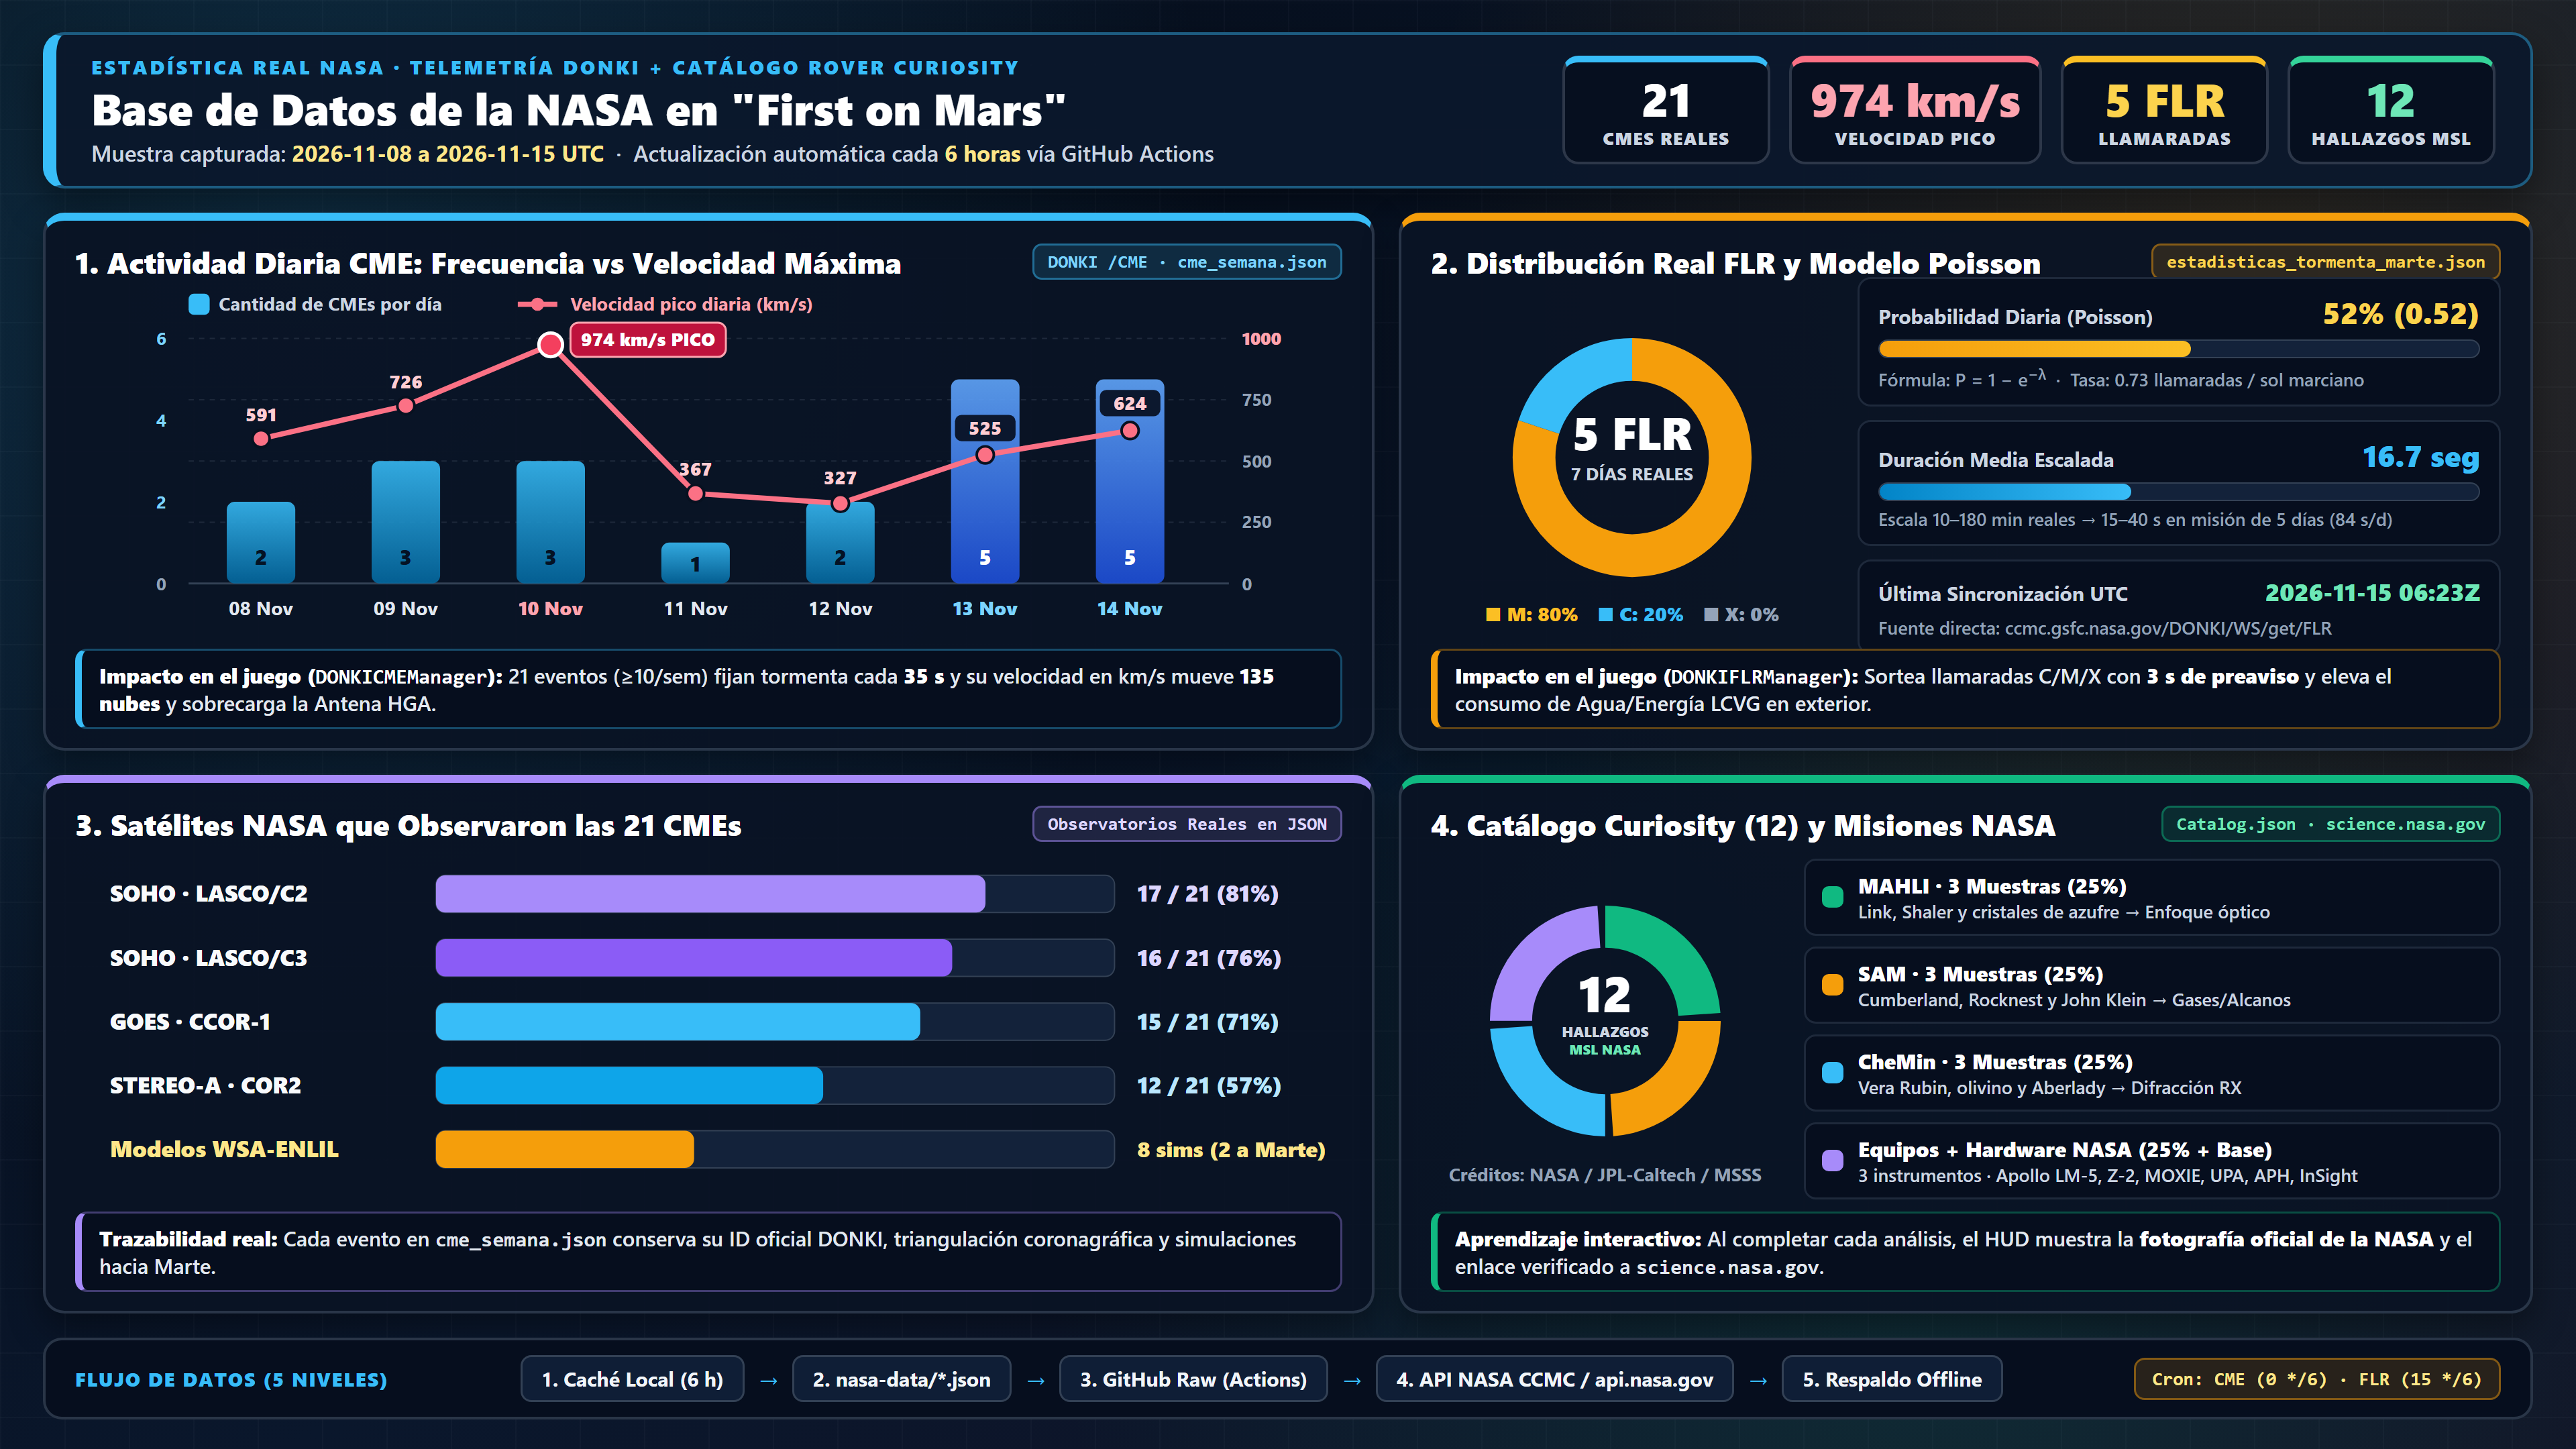 ESTADÍSTICA REAL NASA · TELEMETRÍA DONKI + CATÁLOGO ROVER CURIOSITY
Base de Datos de la NASA en "First on Mars"
Muestra capturada: 2026-11-08 a 2026-11-15 UTC · Actualización automática cada 6 horas vía GitHub Actions
21
CMES REALES
974 km/s
VELOCIDAD PICO
5 FLR
LLAMARADAS
12
HALLAZGOS MSL
1. Actividad Diaria CME: Frecuencia vs Velocidad Máxima
DONKI /CME · cme_semana.json
Cantidad de CMEs por día
Velocidad pico diaria (km/s)
6
4
2
0
1000
750
500
250
0
591
726
974 km/s PICO
367
327
525
624
2
3
3
1
2
5
5
08 Nov
09 Nov
10 Nov
11 Nov
12 Nov
13 Nov
14 Nov
Impacto en el juego (DONKICMEManager): 21 eventos (≥10/sem) fijan tormenta cada 35 s y su velocidad en km/s mueve 135
nubes y sobrecarga la Antena HGA.
2. Distribución Real FLR y Modelo Poisson
estadisticas_tormenta_marte.json
5 FLR
7 DÍAS REALES
M: 80%
C: 20%
X: 0%
Probabilidad Diaria (Poisson)
52% (0.52)
Fórmula: P = 1 − e^−λ · Tasa: 0.73 llamaradas / sol marciano
Duración Media Escalada
16.7 seg
Escala 10–180 min reales → 15–40 s en misión de 5 días (84 s/d)
Última Sincronización UTC
2026-11-15 06:23Z
Fuente directa: ccmc.gsfc.nasa.gov/DONKI/WS/get/FLR
Impacto en el juego (DONKIFLRManager): Sortea llamaradas C/M/X con 3 s de preaviso y eleva el
consumo de Agua/Energía LCVG en exterior.
3. Satélites NASA que Observaron las 21 CMEs
Observatorios Reales en JSON
SOHO · LASCO/C2
17 / 21 (81%)
SOHO · LASCO/C3
16 / 21 (76%)
GOES · CCOR-1
15 / 21 (71%)
STEREO-A · COR2
12 / 21 (57%)
Modelos WSA-ENLIL
8 sims (2 a Marte)
Trazabilidad real: Cada evento en cme_semana.json conserva su ID oficial DONKI, triangulación coronagráfica y simulaciones
hacia Marte.
4. Catálogo Curiosity (12) y Misiones NASA
Catalog.json · science.nasa.gov
12
HALLAZGOS
MSL NASA
Créditos: NASA / JPL-Caltech / MSSS
MAHLI · 3 Muestras (25%)
Link, Shaler y cristales de azufre → Enfoque óptico
SAM · 3 Muestras (25%)
Cumberland, Rocknest y John Klein → Gases/Alcanos
CheMin · 3 Muestras (25%)
Vera Rubin, olivino y Aberlady → Difracción RX
Equipos + Hardware NASA (25% + Base)
3 instrumentos · Apollo LM-5, Z-2, MOXIE, UPA, APH, InSight
Aprendizaje interactivo: Al completar cada análisis, el HUD muestra la fotografía oficial de la NASA y el
enlace verificado a science.nasa.gov.
FLUJO DE DATOS (5 NIVELES)
1. Caché Local (6 h)
→
2. nasa-data/*.json
→
3. GitHub Raw (Actions)
→
4. API NASA CCMC / api.nasa.gov
→
5. Respaldo Offline
Cron: CME (0 */6) · FLR (15 */6)